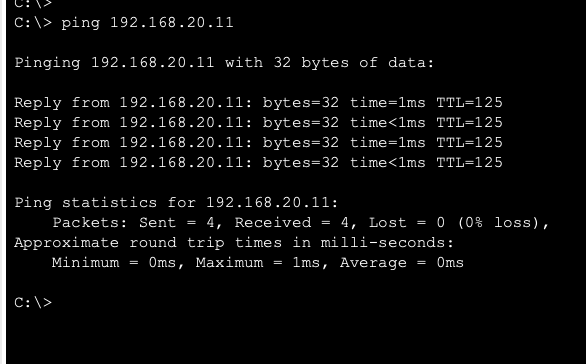 C:\>
C:\> ping 192.168.20.11
Pinging 192.168.20.11 with 32 bytes of data:
Reply from 192.168.20.11: bytes=32 time=1ms TTL=125
Reply from 192.168.20.11: bytes=32 time<1ms TTL=125
Reply from 192.168.20.11: bytes=32 time=1ms TTL=125
Reply from 192.168.20.11: bytes=32 time<1ms TTL=125
Ping statistics for 192.168.20.11:
Packets: Sent = 4, Received = 4, Lost = 0 (0% loss),
Approximate round trip times in milli-seconds:
Minimum = 0ms, Maximum = 1ms, Average = 0ms
C:\>